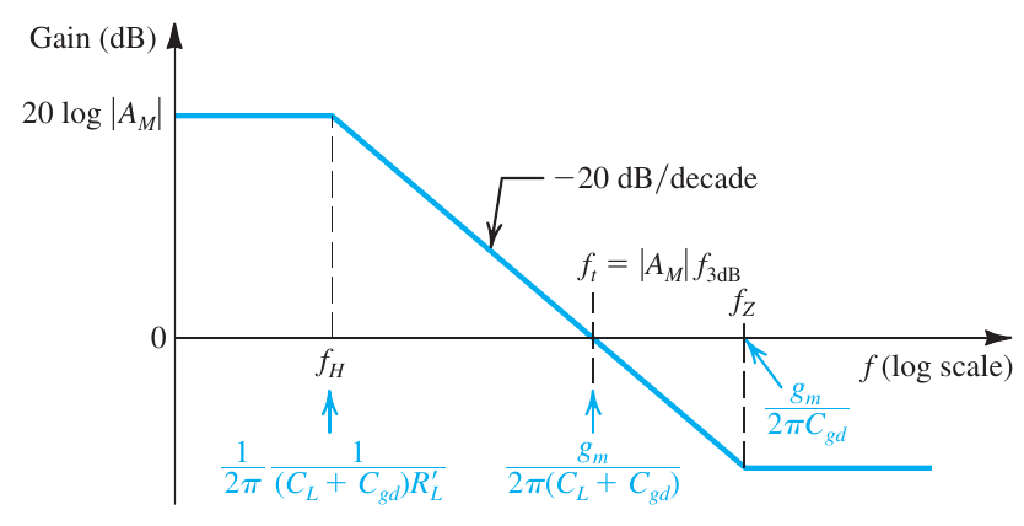 Gain (dB)
20 log |A_M|
−20 dB/decade
f_t = |A_M| f_3dB
f_Z
0
f_H
f (log scale)
g_m / 2πC_gd
1 / 2π 1 / (C_L + C_gd)R′_L
g_m / 2π(C_L + C_gd)